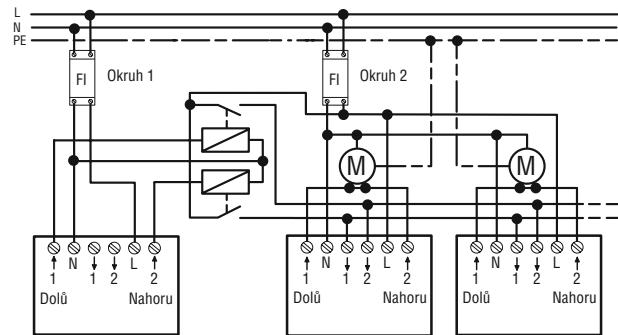 L
N
PE
FI Okruh 1
FI Okruh 2
M M
N L
1 1 2 2
Dolů Nahoru
N L
1 1 2 2
Dolů Nahoru
N L
1 1 2 2
Dolů Nahoru